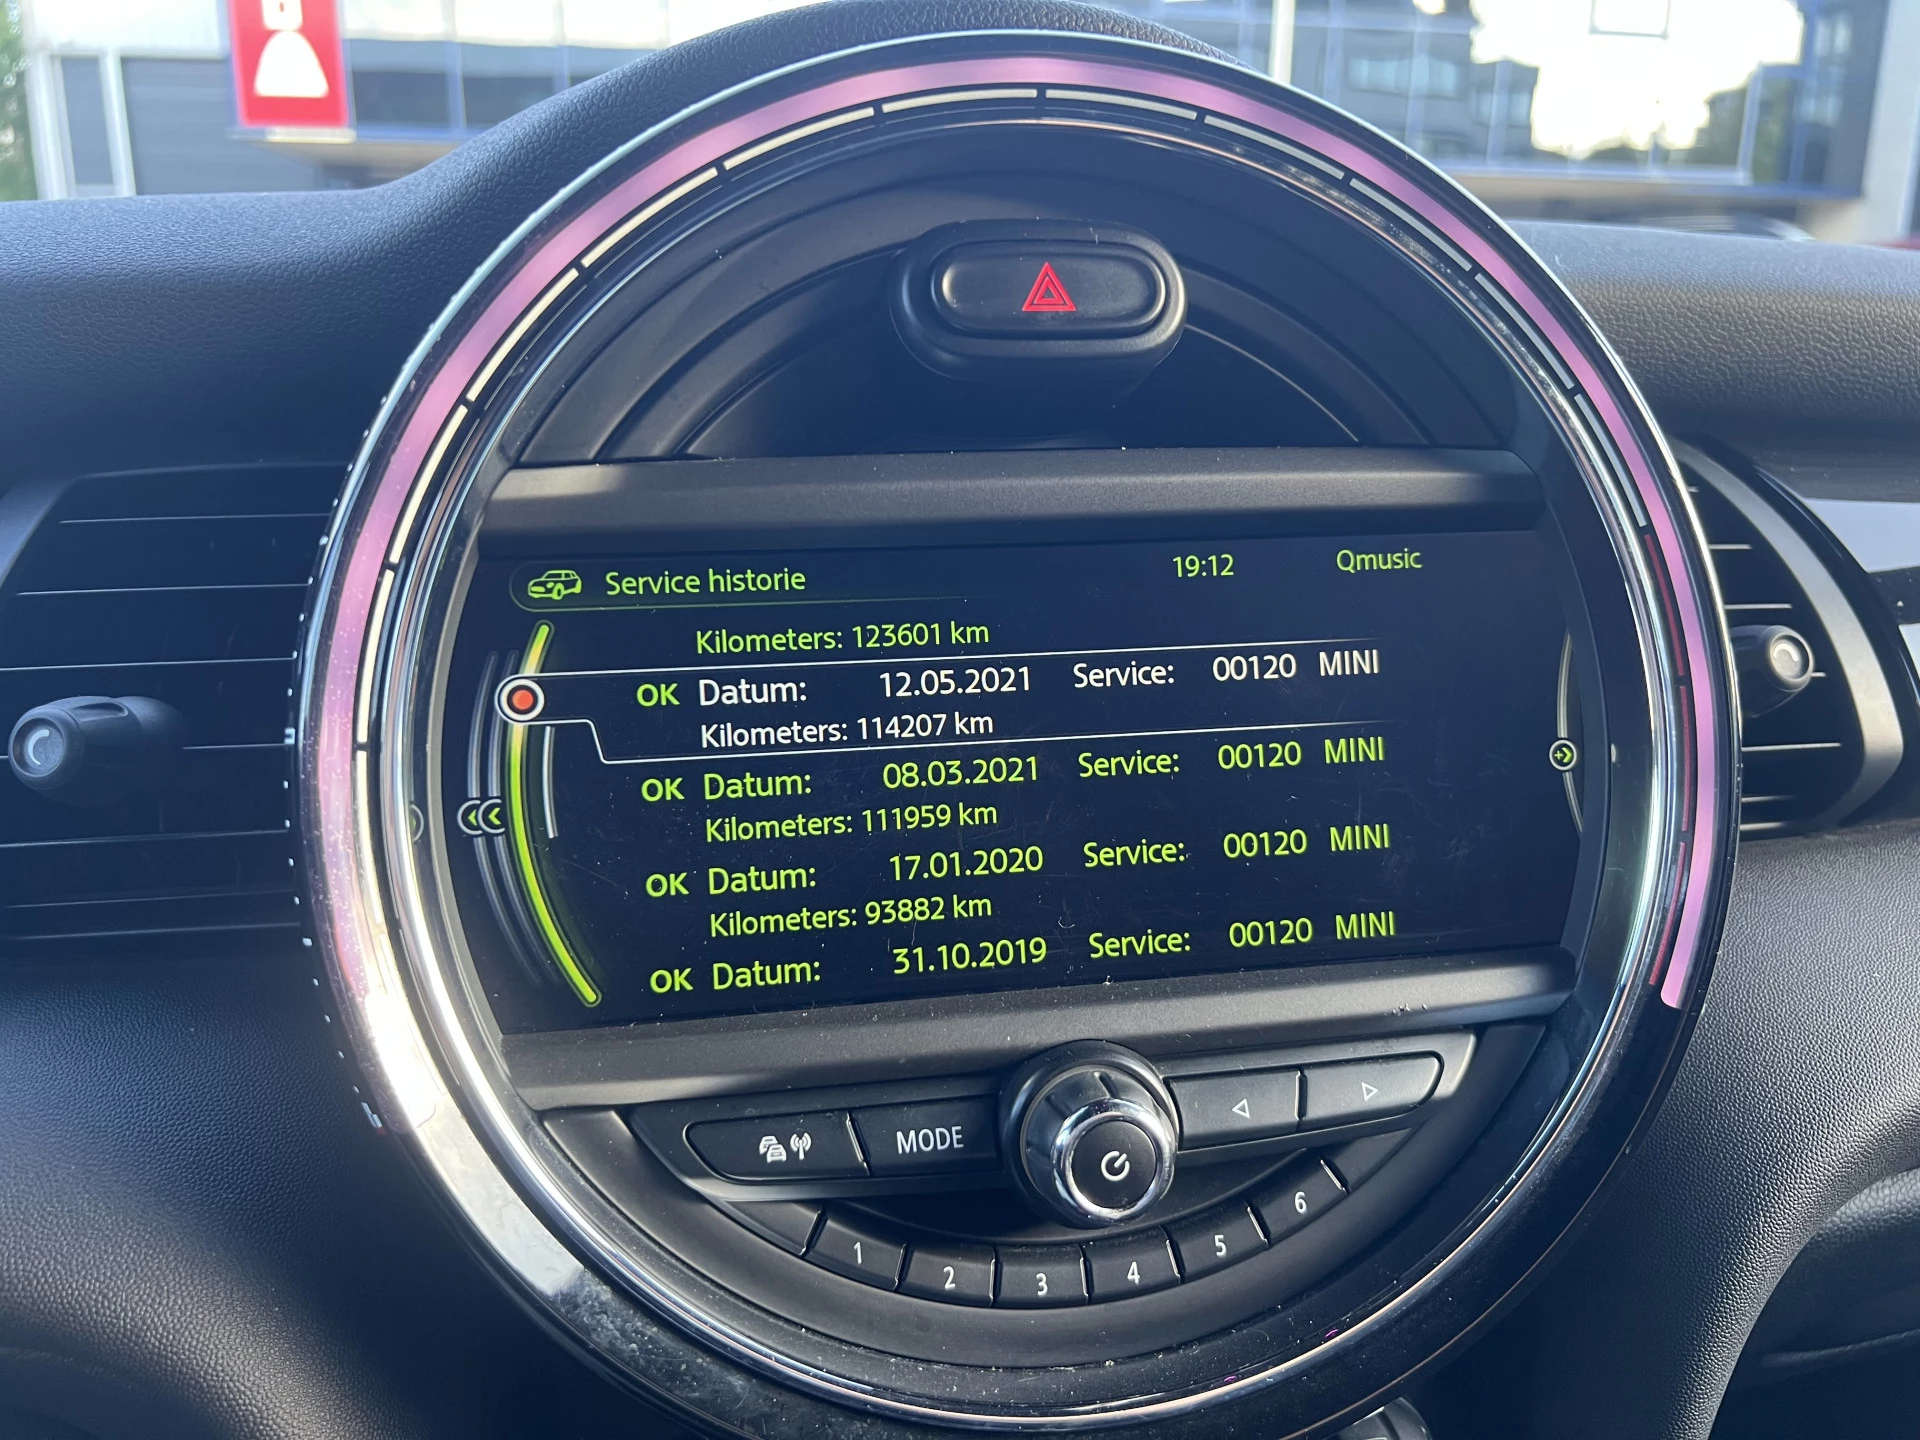 Service historie 19:12 Qmusic
Kilometers: 123601 km
OK Datum: 12.05.2021 Service: 00120 MINI
Kilometers: 114207 km
OK Datum: 08.03.2021 Service: 00120 MINI
Kilometers: 111959 km
OK Datum: 17.01.2020 Service: 00120 MINI
Kilometers: 93882 km
OK Datum: 31.10.2019 Service: 00120 MINI
MODE
1 2 3 4 5 6